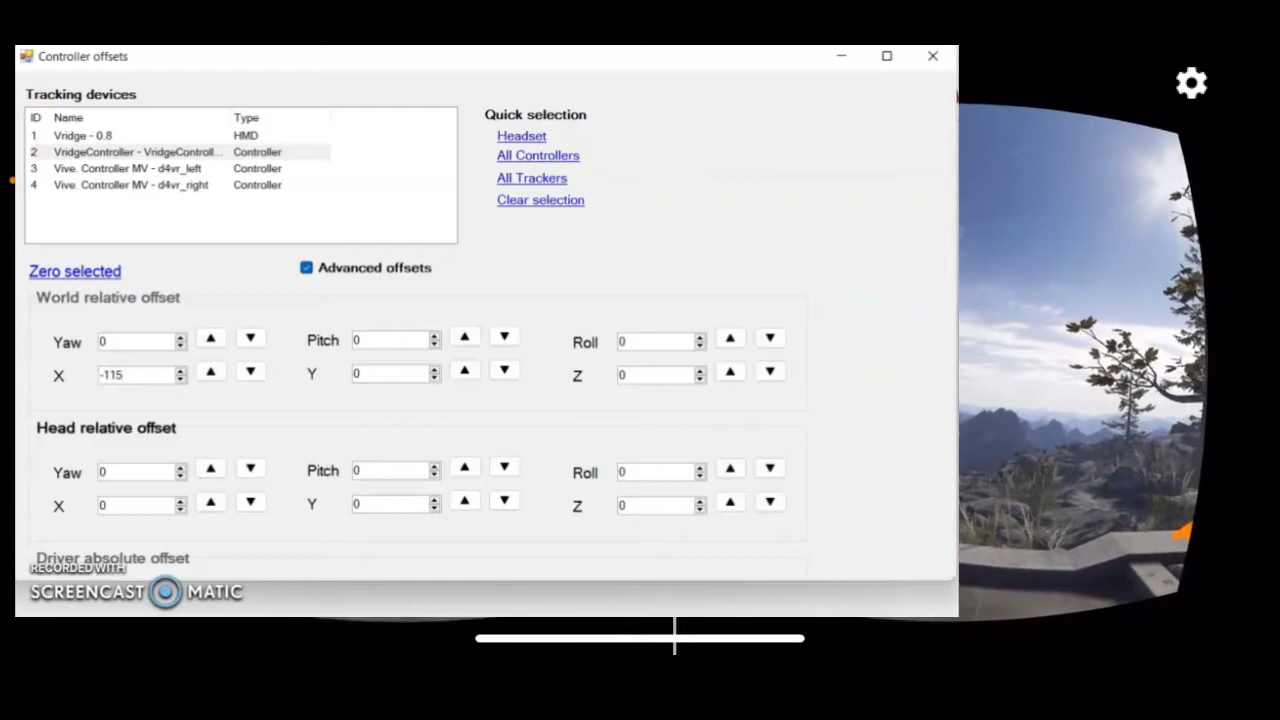 Controller offsets
Tracking devices
ID Name Type
1 Vridge - 0.8 HMD
2 VridgeController - VridgeControll... Controller
3 Vive. Controller MV - d4vr_left Controller
4 Vive. Controller MV - d4vr_right Controller
Quick selection
Headset
All Controllers
All Trackers
Clear selection
Zero selected
Advanced offsets
World relative offset
Yaw 0 Pitch 0 Roll 0
X -115 Y 0 Z 0
Head relative offset
Yaw 0 Pitch 0 Roll 0
X 0 Y 0 Z 0
Driver absolute offset
RECORDED WITH
SCREENCAST MATIC